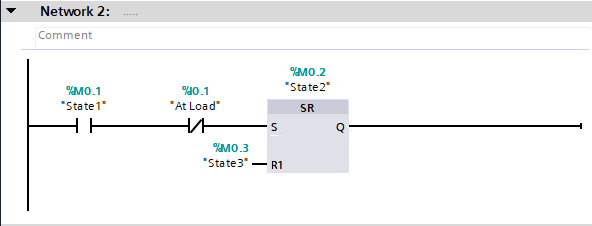 Network 2: .....
Comment
%M0.2
"State2"
%M0.1
%I0.1
"State1"
"At Load"
SR
S
Q
%M0.3
"State3"
R1